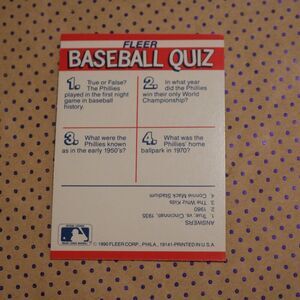 FLEER
BASEBALL QUIZ
1. True or False?
The Phillies
played in the first night
game in baseball
history.
2. In what year
did the Phillies
win their only World
Championship?
3. What were the
Phillies known
as in the early 1950's?
4. What was the
Phillies' home
ballpark in 1970?
ANSWERS
1. True, vs. Cincinnati, 1935
2. 1980
3. The Whiz Kids
4. Connie Mack Stadium
© 1990 FLEER CORP., PHILA., 19141-PRINTED IN U.S.A.